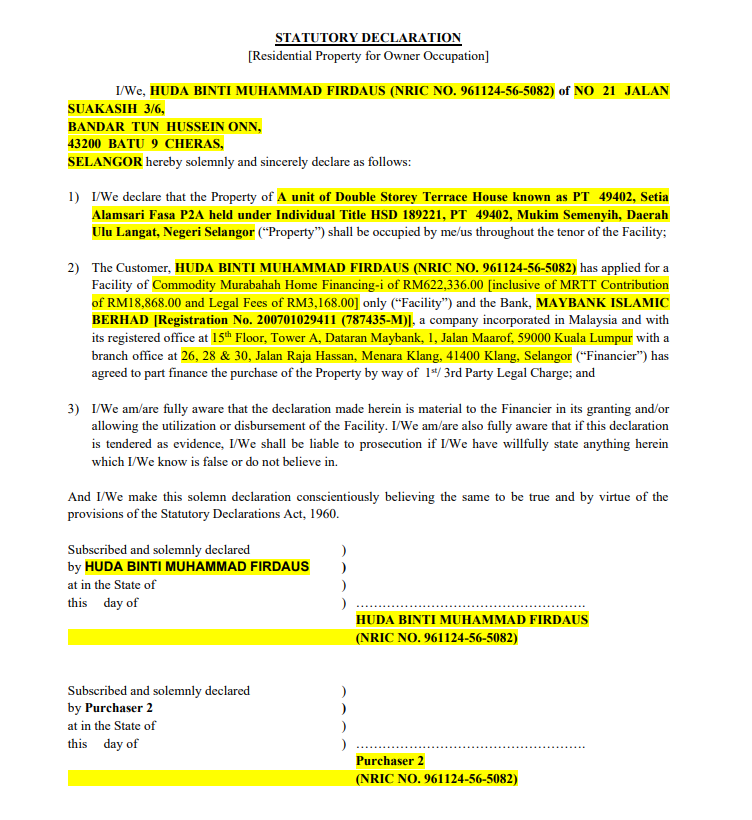 STATUTORY DECLARATION
[Residential Property for Owner Occupation]
I/We, HUDA BINTI MUHAMMAD FIRDAUS (NRIC NO. 961124-56-5082) of NO 21 JALAN
SUAKASIH 3/6,
BANDAR TUN HUSSEIN ONN,
43200 BATU 9 CHERAS,
SELANGOR hereby solemnly and sincerely declare as follows:
1) I/We declare that the Property of A unit of Double Storey Terrace House known as PT 49402, Setia
Alamsari Fasa P2A held under Individual Title HSD 189221, PT 49402, Mukim Semenyih, Daerah
Ulu Langat, Negeri Selangor (“Property”) shall be occupied by me/us throughout the tenor of the Facility;
2) The Customer, HUDA BINTI MUHAMMAD FIRDAUS (NRIC NO. 961124-56-5082) has applied for a
Facility of Commodity Murabahah Home Financing-i of RM622,336.00 [inclusive of MRTT Contribution
of RM18,868.00 and Legal Fees of RM3,168.00] only (“Facility”) and the Bank, MAYBANK ISLAMIC
BERHAD [Registration No. 200701029411 (787435-M)], a company incorporated in Malaysia and with
its registered office at 15th Floor, Tower A, Dataran Maybank, 1, Jalan Maarof, 59000 Kuala Lumpur with a
branch office at 26, 28 & 30, Jalan Raja Hassan, Menara Klang, 41400 Klang, Selangor (“Financier”) has
agreed to part finance the purchase of the Property by way of 1st/ 3rd Party Legal Charge; and
3) I/We am/are fully aware that the declaration made herein is material to the Financier in its granting and/or
allowing the utilization or disbursement of the Facility. I/We am/are also fully aware that if this declaration
is tendered as evidence, I/We shall be liable to prosecution if I/We have willfully state anything herein
which I/We know is false or do not believe in.
And I/We make this solemn declaration conscientiously believing the same to be true and by virtue of the
provisions of the Statutory Declarations Act, 1960.
Subscribed and solemnly declared )
by HUDA BINTI MUHAMMAD FIRDAUS )
at in the State of )
this day of ) ……………………………………………….
HUDA BINTI MUHAMMAD FIRDAUS
(NRIC NO. 961124-56-5082)
Subscribed and solemnly declared )
by Purchaser 2 )
at in the State of )
this day of ) ……………………………………………….
Purchaser 2
(NRIC NO. 961124-56-5082)